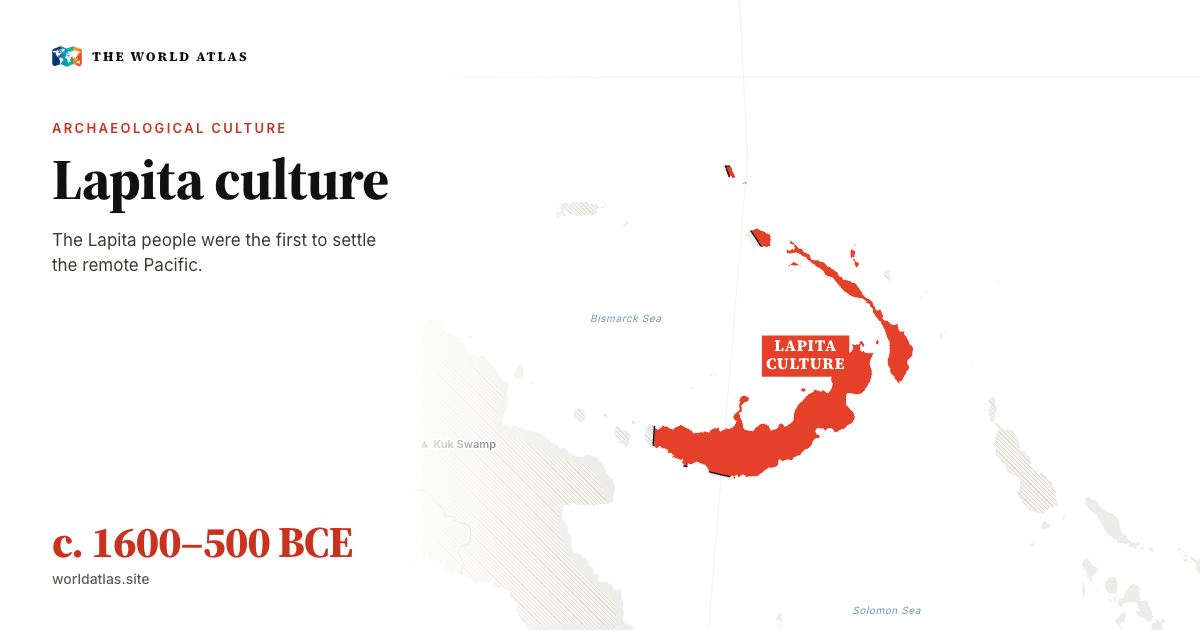 THE WORLD ATLAS
ARCHAEOLOGICAL CULTURE
Lapita culture
The Lapita people were the first to settle
the remote Pacific.
Bismarck Sea
LAPITA
CULTURE
▲ Kuk Swamp
c. 1600–500 BCE
worldatlas.site
Solomon Sea